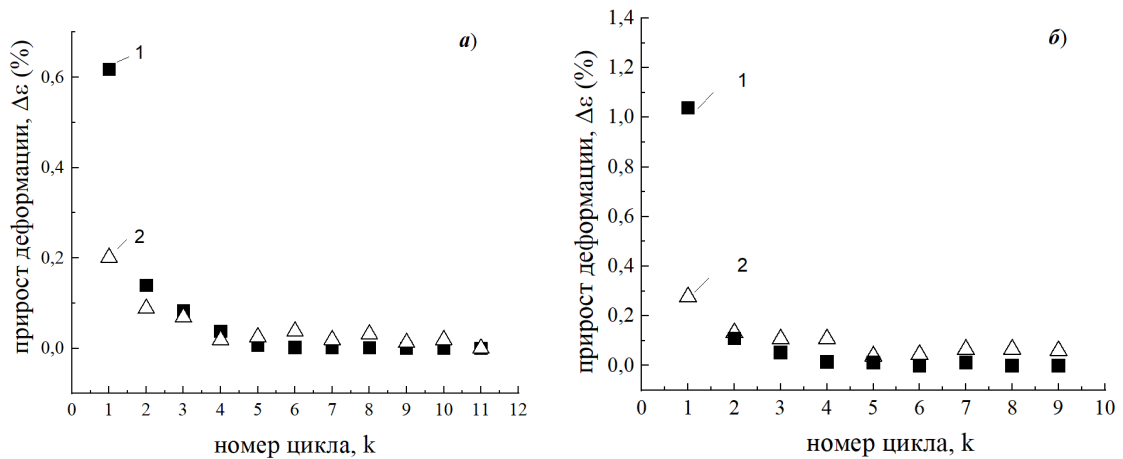 а)
прирост деформации, Δε (%)
0,6
0,4
0,2
0,0
0 1 2 3 4 5 6 7 8 9 10 11 12
номер цикла, k
1
2
б)
прирост деформации, Δε (%)
1,4
1,2
1,0
0,8
0,6
0,4
0,2
0,0
0 1 2 3 4 5 6 7 8 9 10
номер цикла, k
1
2